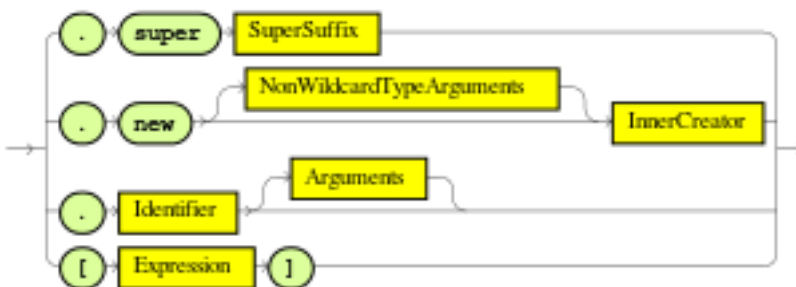 . super SuperSuffix
NonWildcardTypeArguments
. new InnerCreator
Arguments
. Identifier
[ Expression ]